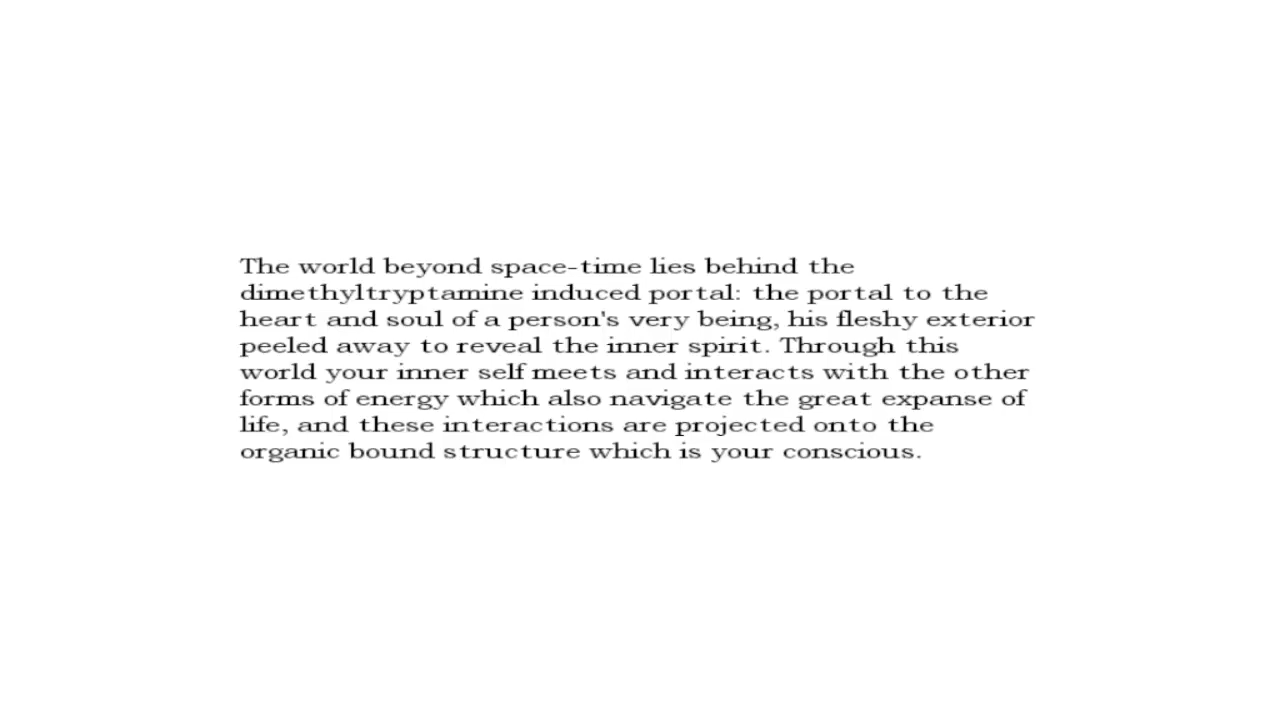 The world beyond space-time lies behind the
dimethyltryptamine induced portal: the portal to the
heart and soul of a person's very being, his fleshy exterior
peeled away to reveal the inner spirit. Through this
world your inner self meets and interacts with the other
forms of energy which also navigate the great expanse of
life, and these interactions are projected onto the
organic bound structure which is your conscious.